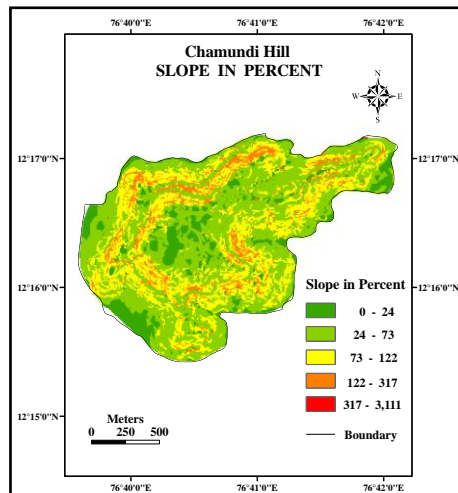 76°40'0"E 76°41'0"E 76°42'0"E
Chamundi Hill
SLOPE IN PERCENT
N
W E
S
12°17'0"N 12°17'0"N
12°16'0"N 12°16'0"N
12°15'0"N 12°15'0"N
Slope in Percent
0 - 24
24 - 73
73 - 122
122 - 317
317 - 3,111
Boundary
Meters
0 250 500
76°40'0"E 76°41'0"E 76°42'0"E